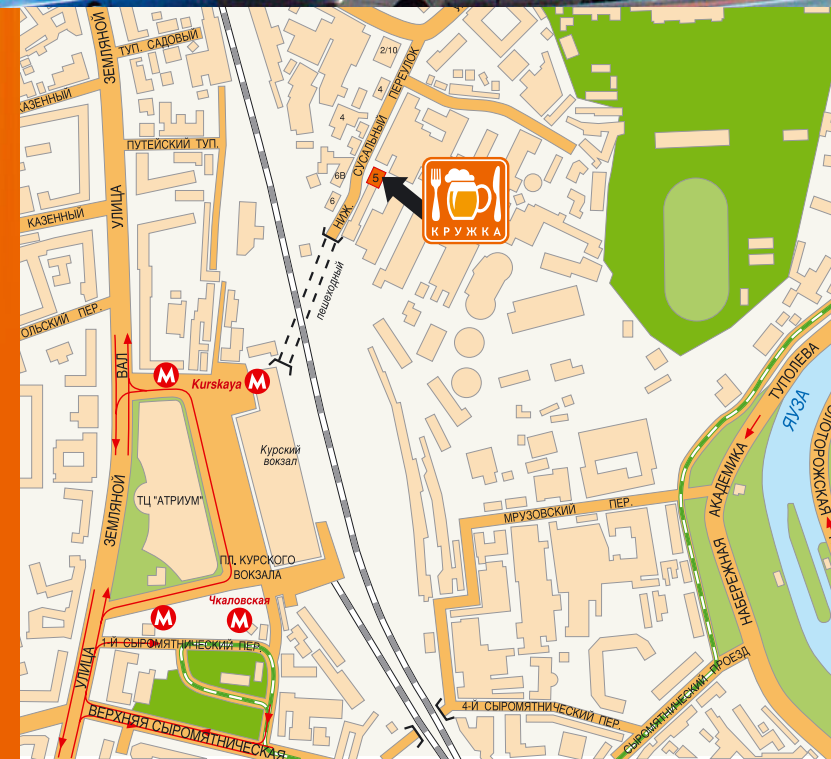 ЗЕМЛЯНОЙ
ТУП. САДОВЫЙ
2/10
ПЕРЕУЛОК
4
КАЗЕННЫЙ
4
СУСАЛЬНЫЙ
ПУТЕЙСКИЙ ТУП.
6В
5
УЛИЦА
6
КАЗЕННЫЙ
НИЖ.
КРУЖКА
пешеходный
ОЛЬСКИЙ ПЕР.
ВАЛ
М
Kurskaya
М
ТУПОЛЕВА
ЯУЗА
Курский
вокзал
АКАДЕМИКА
ЗЕМЛЯНОЙ
ТЦ "АТРИУМ"
МРУЗОВСКИЙ ПЕР.
ПЛ. КУРСКОГО
ВОКЗАЛА
НАБЕРЕЖНАЯ
Чкаловская
М
М
1-Й СЫРОМЯТНИЧЕСКИЙ ПЕР.
УЛИЦА
4-Й СЫРОМЯТНИЧЕСКИЙ ПЕР.
СЫРОМЯТНИЧЕСКИЙ ПРОЕЗД
ВЕРХНЯЯ СЫРОМЯТНИЧЕСКАЯ